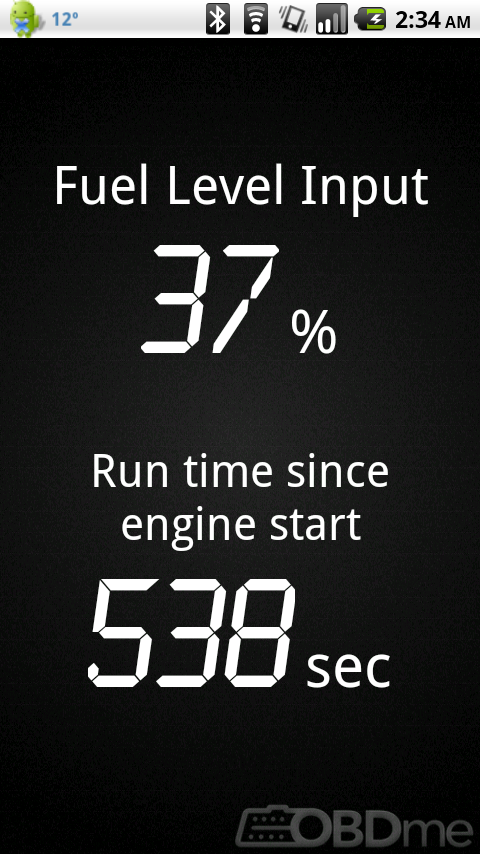 12° 2:34 AM
Fuel Level Input
37 %
Run time since
engine start
538 sec
OBDme